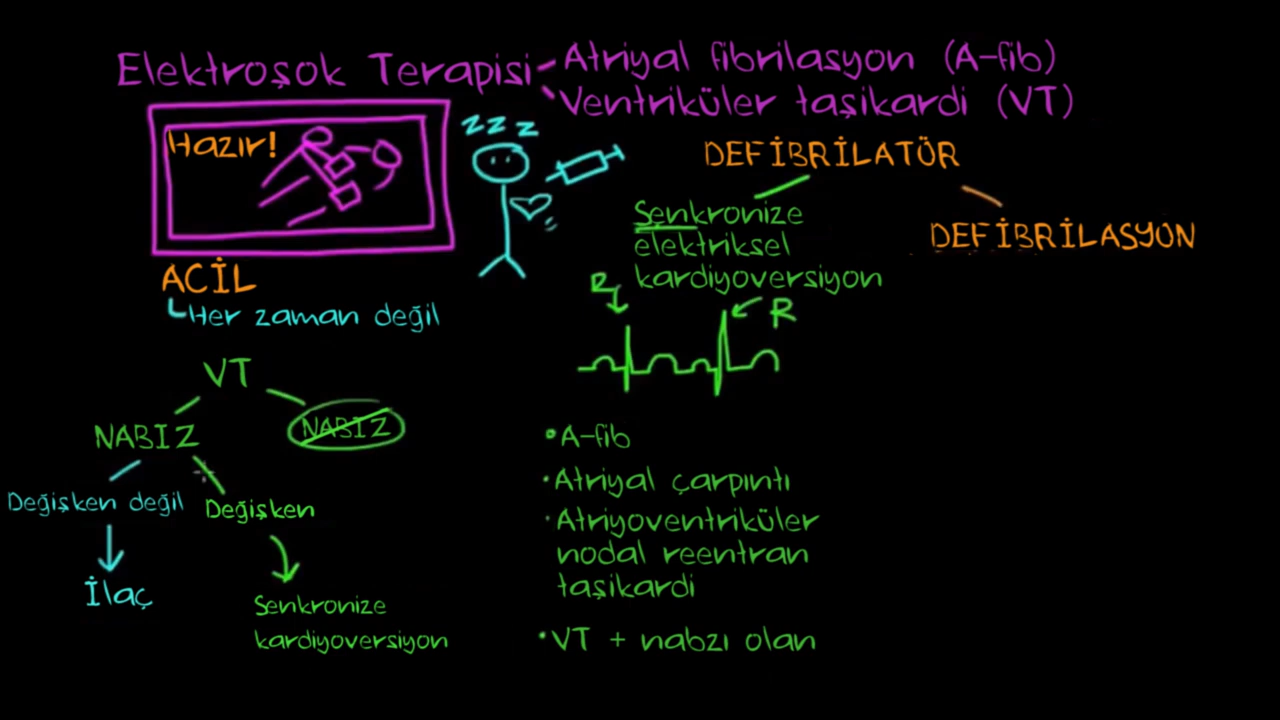 Elektroşok Terapisi
Atriyal fibrilasyon (A-fib)
Ventriküler taşikardi (VT)
Hazır!
z z z
ACİL
Her zaman değil
DEFİBRİLATÖR
Senkronize
elektriksel
kardiyoversiyon
DEFİBRİLASYON
R
R
VT
NABIZ
NABIZ
Değişken değil
Değişken
İlaç
Senkronize
kardiyoversiyon
•A-fib
•Atriyal çarpıntı
•Atriyoventriküler
nodal reentran
taşikardi
•VT + nabzı olan